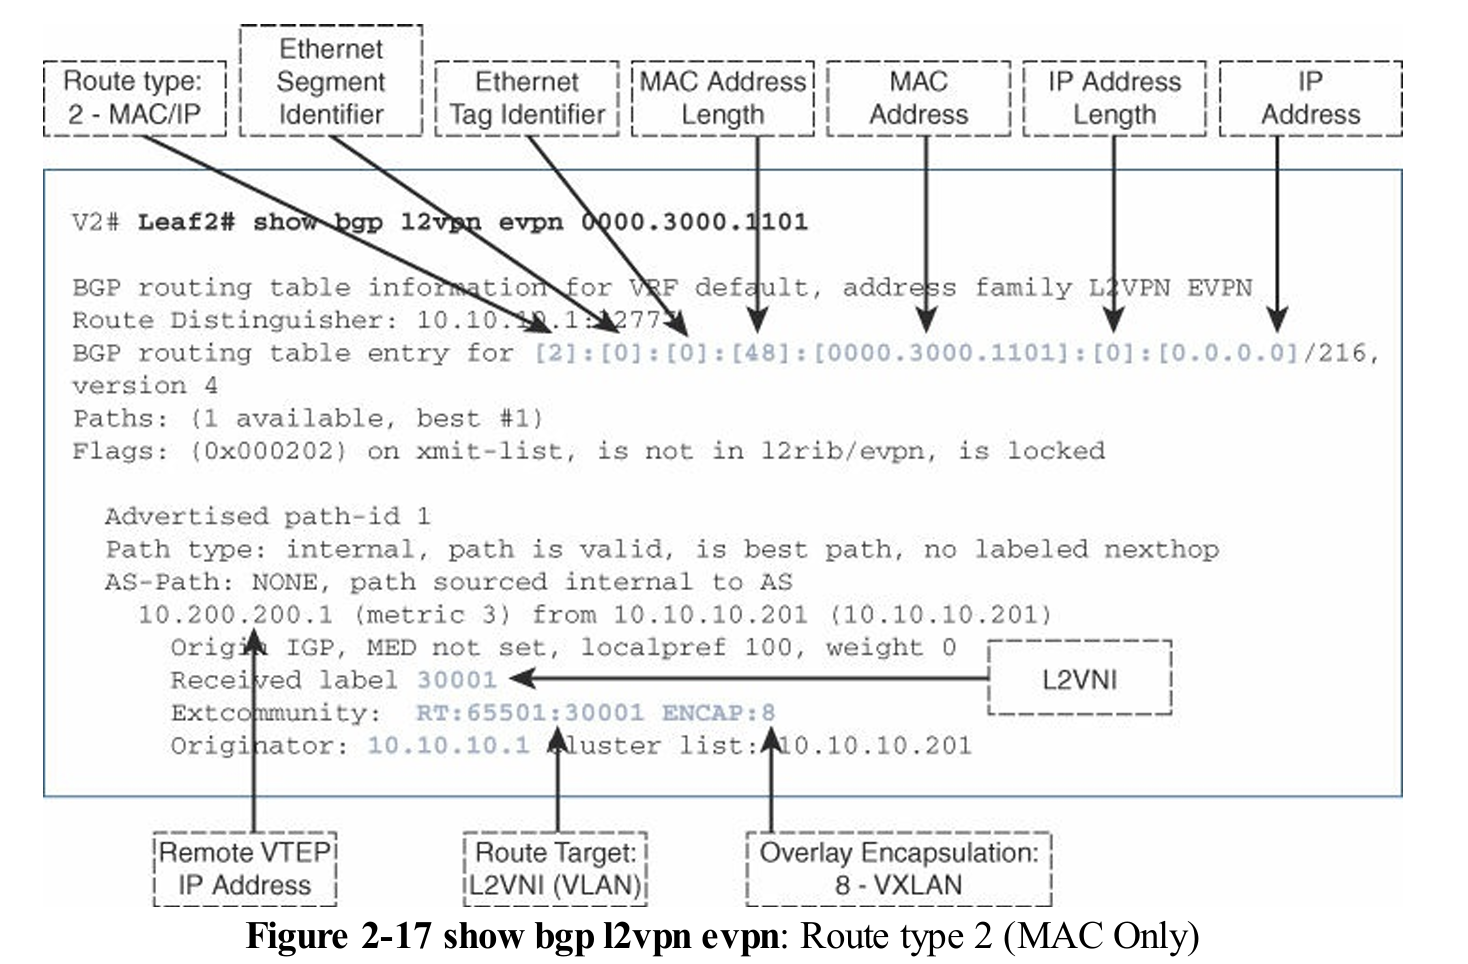 Route type:
2 - MAC/IP
Ethernet
Segment
Identifier
Ethernet
Tag Identifier
MAC Address
Length
MAC
Address
IP Address
Length
IP
Address
V2# Leaf2# show bgp l2vpn evpn 0000.3000.1101
BGP routing table information for VRF default, address family L2VPN EVPN
Route Distinguisher: 10.10.10.1:32777
BGP routing table entry for [2]:[0]:[0]:[48]:[0000.3000.1101]:[0]:[0.0.0.0]/216,
version 4
Paths: (1 available, best #1)
Flags: (0x000202) on xmit-list, is not in l2rib/evpn, is locked
Advertised path-id 1
Path type: internal, path is valid, is best path, no labeled nexthop
AS-Path: NONE, path sourced internal to AS
10.200.200.1 (metric 3) from 10.10.10.201 (10.10.10.201)
Origin IGP, MED not set, localpref 100, weight 0
Received label 30001
L2VNI
Extcommunity: RT:65501:30001 ENCAP:8
Originator: 10.10.10.1 Cluster list: 10.10.10.201
Remote VTEP
IP Address
Route Target:
L2VNI (VLAN)
Overlay Encapsulation:
8 - VXLAN
Figure 2-17 show bgp l2vpn evpn: Route type 2 (MAC Only)